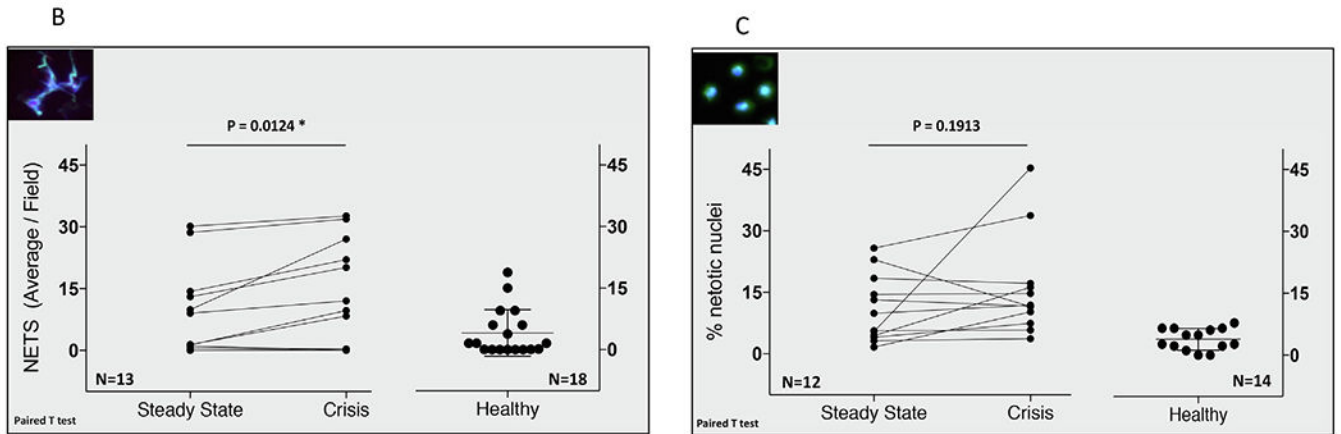 B
P = 0.0124 *
NETS (Average / Field)
45
30
15
0
45
30
15
0
N=13
N=18
Steady State
Crisis
Healthy
Paired T test
C
P = 0.1913
% netotic nuclei
45
30
15
0
45
30
15
0
N=12
N=14
Steady State
Crisis
Healthy
Paired T test